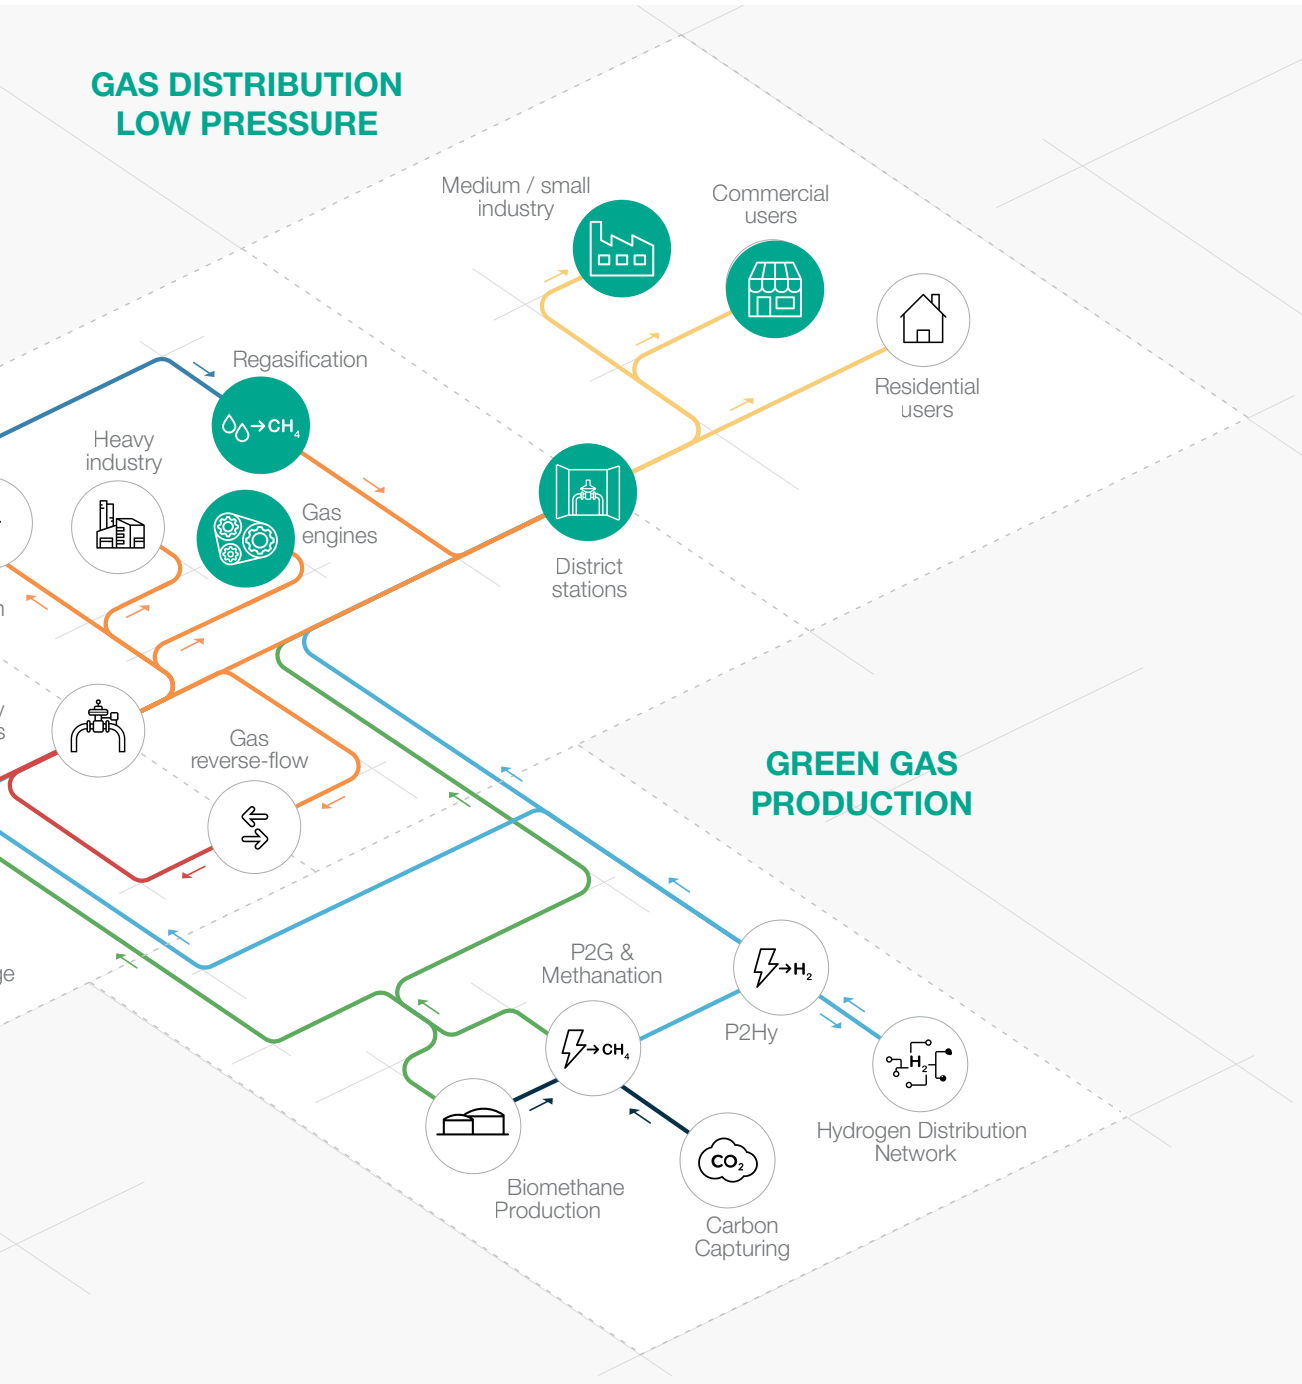 GAS DISTRIBUTION
LOW PRESSURE
Medium / small
industry
Commercial
users
Residential
users
Regasification
→CH4
Heavy
industry
Gas
engines
District
stations
Gas
reverse-flow
GREEN GAS
PRODUCTION
P2G &
Methanation
→CH4
→H2
P2Hy
H2
Hydrogen Distribution
Network
Biomethane
Production
CO2
Carbon
Capturing